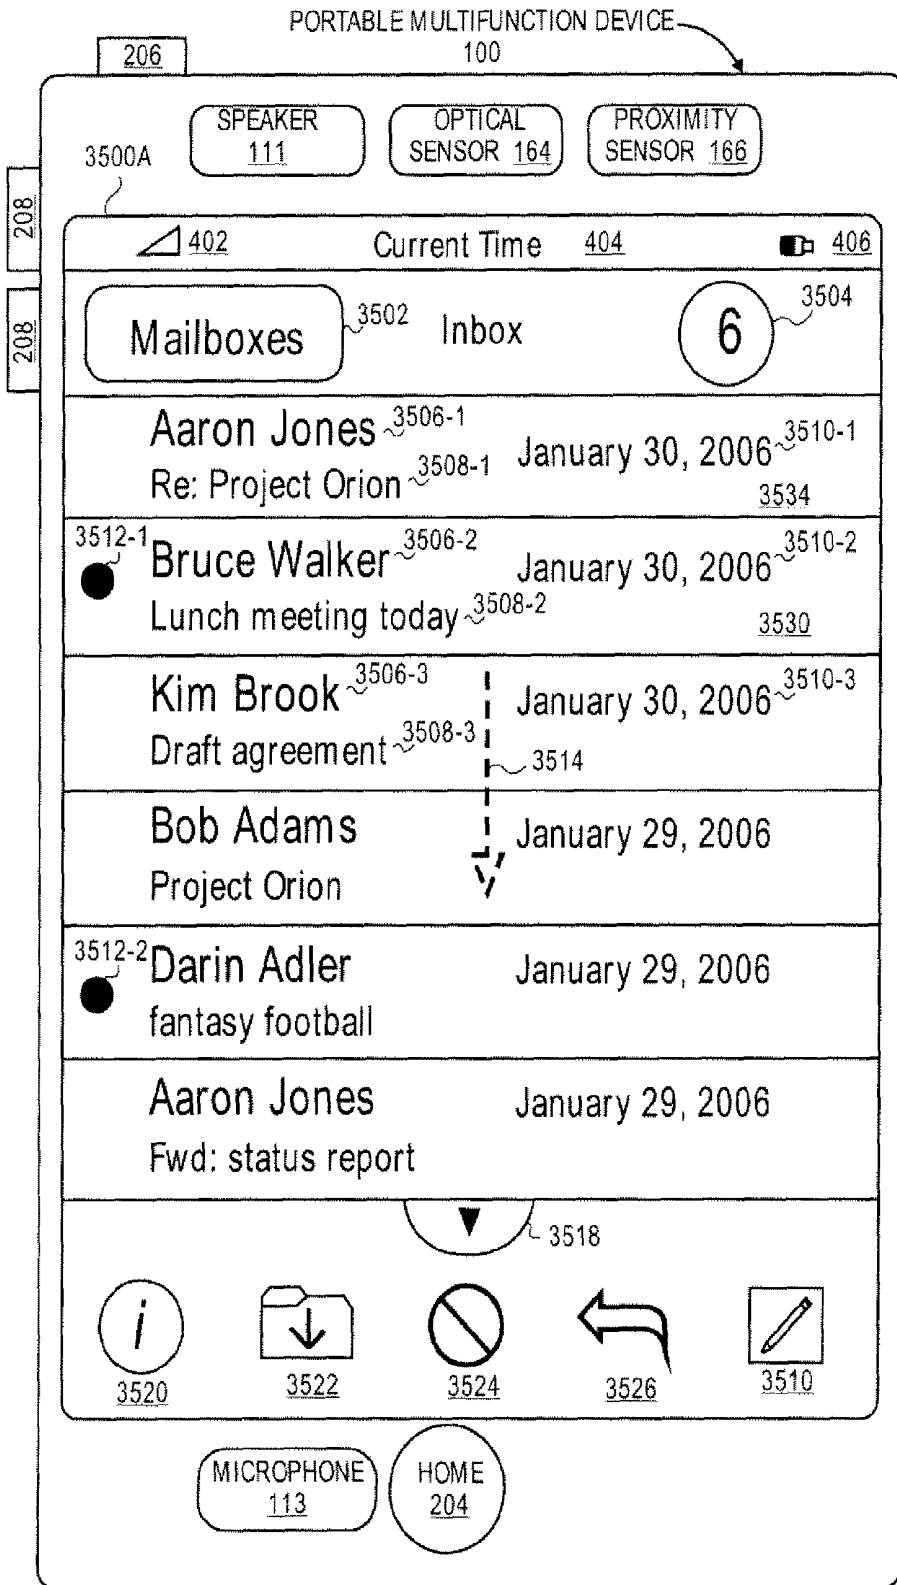 PORTABLE MULTIFUNCTION DEVICE
100
206
SPEAKER
111
OPTICAL
SENSOR 164
PROXIMITY
SENSOR 166
3500A
208
208
402
Current Time 404
406
Mailboxes
3502
Inbox
6
3504
Aaron Jones 3506-1
Re: Project Orion 3508-1
January 30, 2006 3510-1
3534
3512-1
Bruce Walker 3506-2
Lunch meeting today 3508-2
January 30, 2006 3510-2
3530
Kim Brook 3506-3
Draft agreement 3508-3
January 30, 2006 3510-3
3514
Bob Adams
Project Orion
January 29, 2006
3512-2
Darin Adler
fantasy football
January 29, 2006
Aaron Jones
Fwd: status report
January 29, 2006
3518
i
3520
3522
3524
3526
3510
MICROPHONE
113
HOME
204